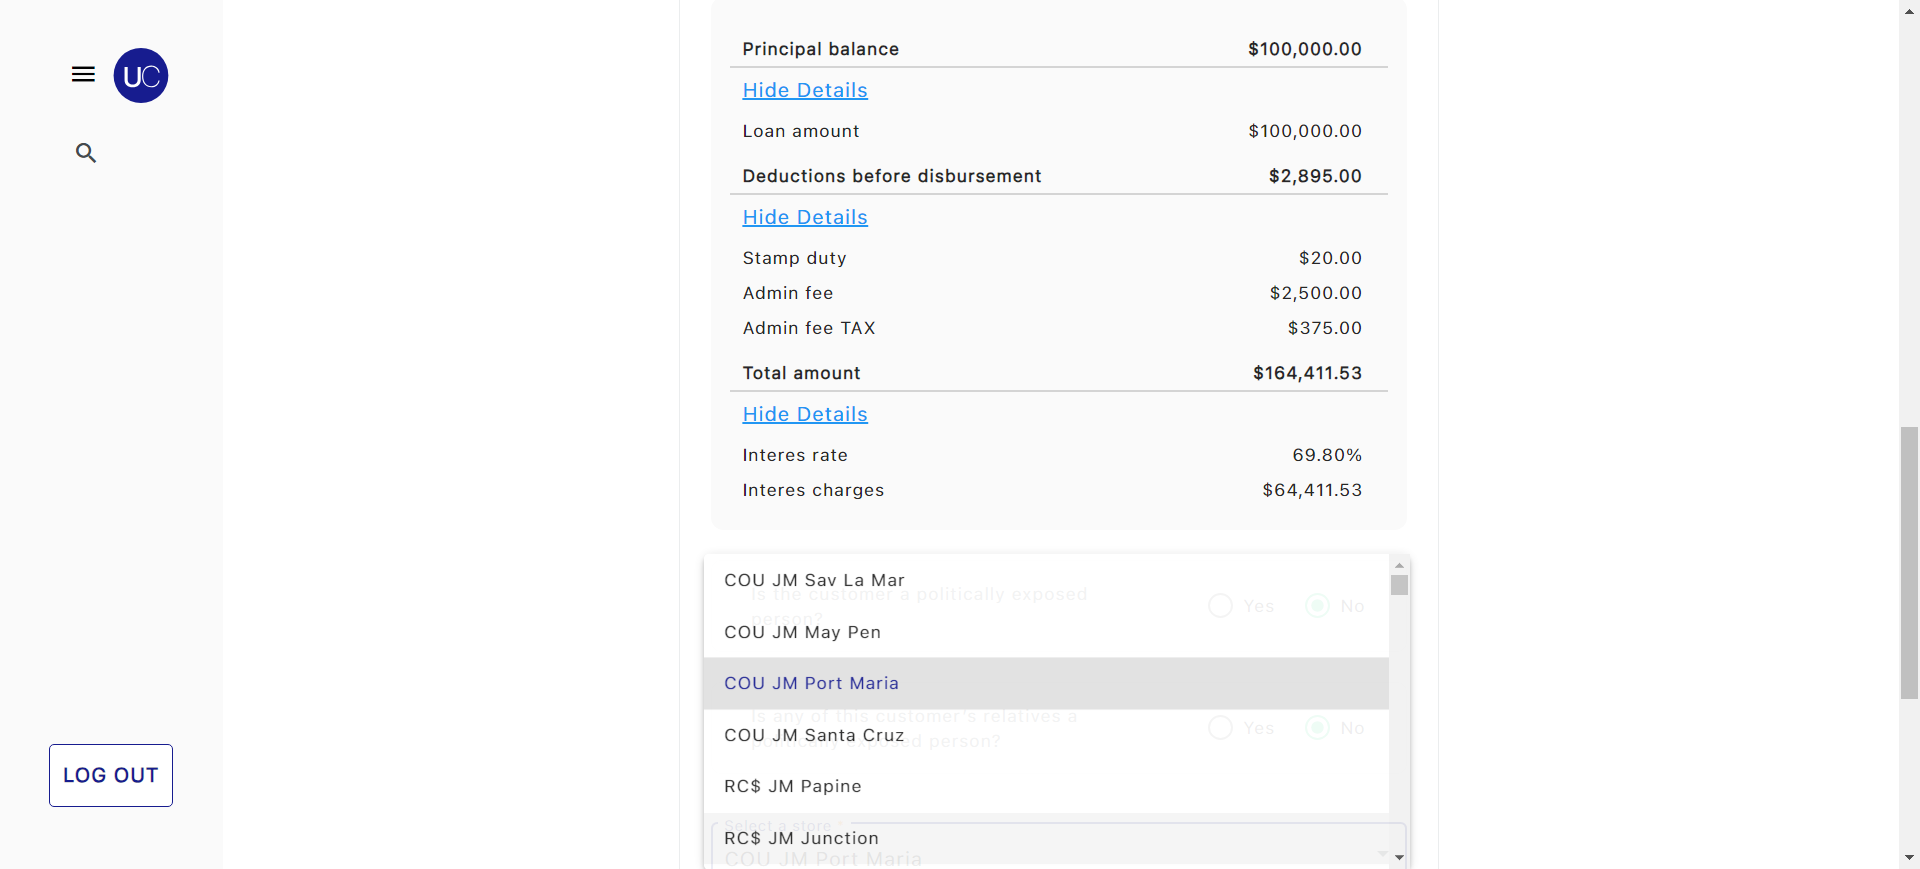 UC
LOG OUT
Principal balance $100,000.00
Hide Details
Loan amount $100,000.00
Deductions before disbursement $2,895.00
Hide Details
Stamp duty $20.00
Admin fee $2,500.00
Admin fee TAX $375.00
Total amount $164,411.53
Hide Details
Interes rate 69.80%
Interes charges $64,411.53
COU JM Sav La Mar
Is the customer a politically exposed
person?
Yes No
COU JM May Pen
COU JM Port Maria
Is any of this customer's relatives a
politically exposed person?
Yes No
COU JM Santa Cruz
RC$ JM Papine
Select a store
RC$ JM Junction
COU JM Port Maria